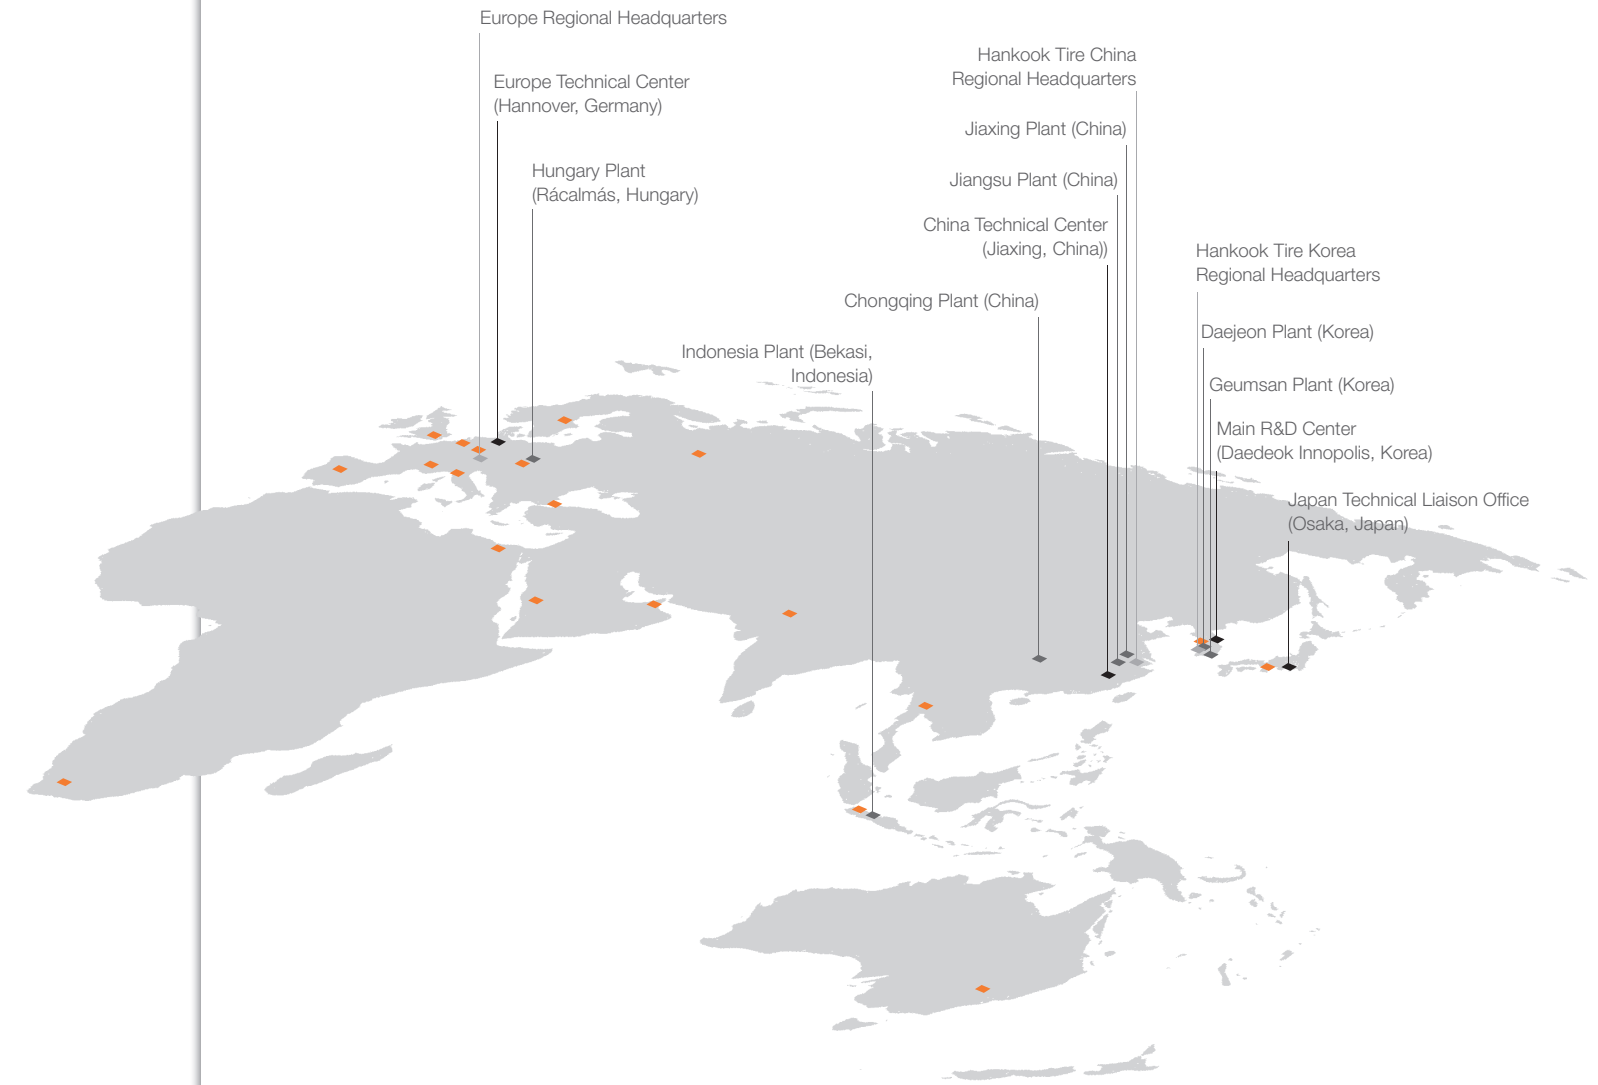 Europe Regional Headquarters
Europe Technical Center
(Hannover, Germany)
Hungary Plant
(Rácalmás, Hungary)
Hankook Tire China
Regional Headquarters
Jiaxing Plant (China)
Jiangsu Plant (China)
China Technical Center
(Jiaxing, China))
Chongqing Plant (China)
Indonesia Plant (Bekasi,
Indonesia)
Hankook Tire Korea
Regional Headquarters
Daejeon Plant (Korea)
Geumsan Plant (Korea)
Main R&D Center
(Daedeok Innopolis, Korea)
Japan Technical Liaison Office
(Osaka, Japan)